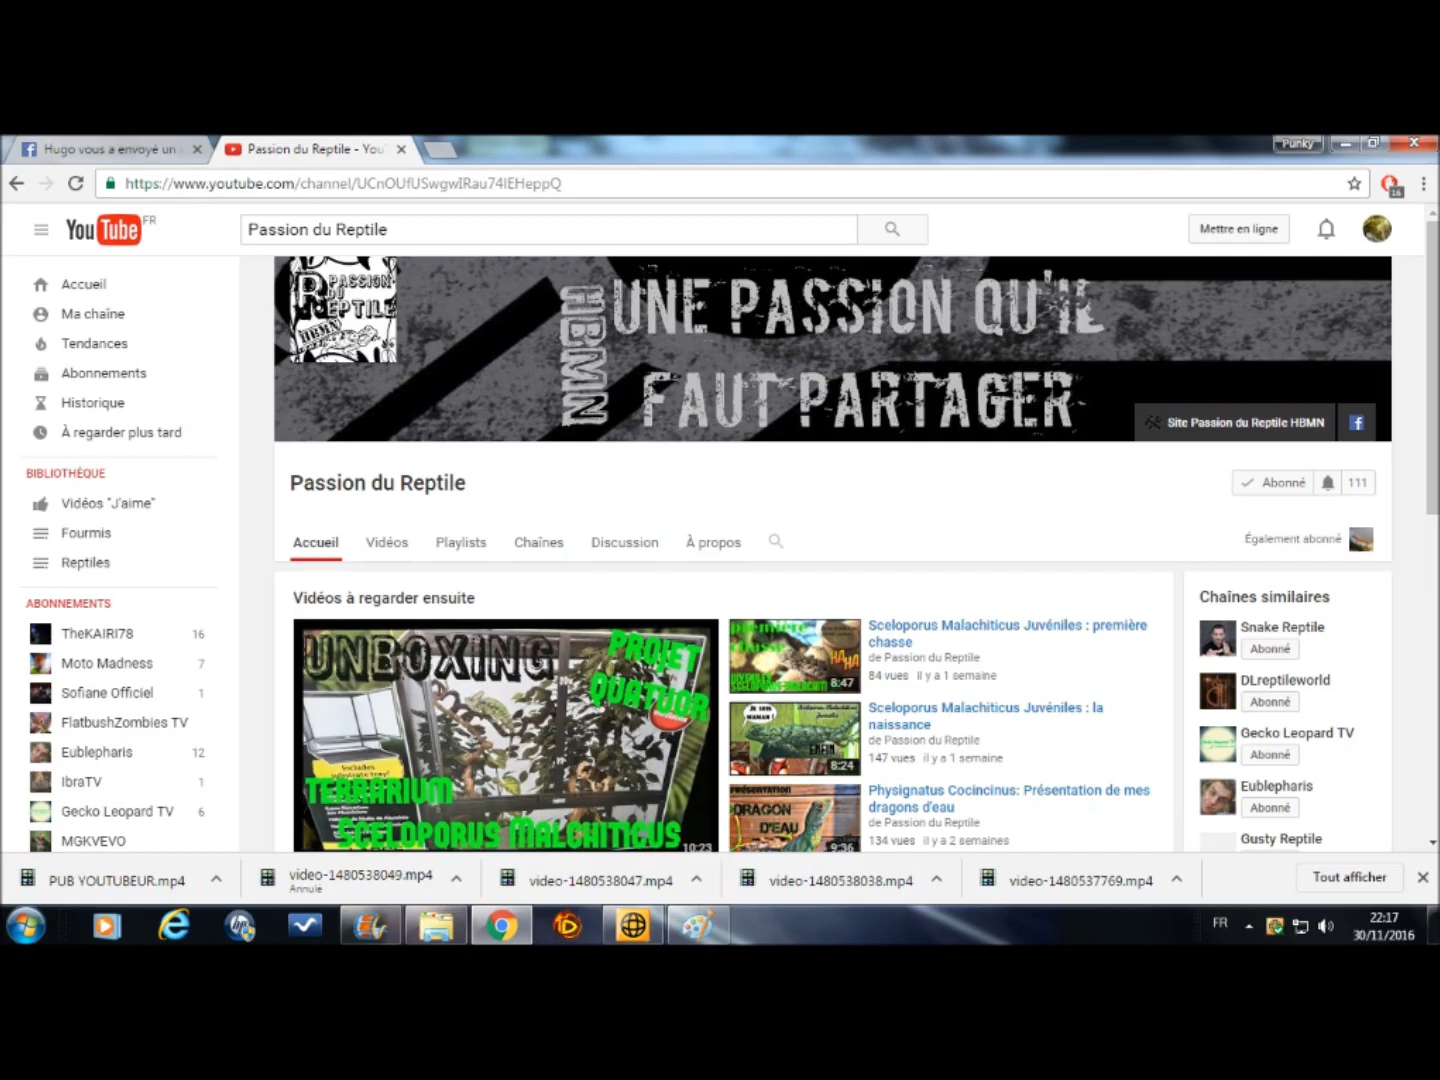 Hugo vous a envoyé un
Passion du Reptile - You
Punky
https://www.youtube.com/channel/UCnOUfUSwgwIRau74lEHeppQ
16
YouTube FR
Passion du Reptile
Mettre en ligne
Accueil
Ma chaîne
Tendances
Abonnements
Historique
À regarder plus tard
BIBLIOTHÈQUE
Vidéos "J'aime"
Fourmis
Reptiles
ABONNEMENTS
TheKAIRI78 16
Moto Madness 7
Sofiane Officiel 1
FlatbushZombies TV
Eublepharis 12
IbraTV 1
Gecko Leopard TV 6
MGKVEVO
PASSION
DU
REPTILE
HBMN
HBMN
UNE PASSION QU'IL
FAUT PARTAGER
Site Passion du Reptile HBMN
Passion du Reptile
Abonné 111
Accueil Vidéos Playlists Chaînes Discussion À propos
Également abonné
Vidéos à regarder ensuite
UNBOXING
PROJET
QUATUOR
TERRARIUM
SCELOPORUS MALCHITICUS
10:23
première
chasse
HAHA
8:47
Sceloporus Malachiticus Juvéniles : première
chasse
de Passion du Reptile
84 vues il y a 1 semaine
ENFIN
8:24
Sceloporus Malachiticus Juvéniles : la
naissance
de Passion du Reptile
147 vues il y a 1 semaine
PRÉSENTATION
DRAGON
D'EAU
9:36
Physignatus Cocincinus: Présentation de mes
dragons d'eau
de Passion du Reptile
134 vues il y a 2 semaines
Chaînes similaires
Snake Reptile
Abonné
DLreptileworld
Abonné
Gecko Leopard TV
Abonné
Eublepharis
Abonné
Gusty Reptile
PUB YOUTUBEUR.mp4
video-1480538049.mp4
Annulé
video-1480538047.mp4
video-1480538038.mp4
video-1480537769.mp4
Tout afficher
FR
22:17
30/11/2016